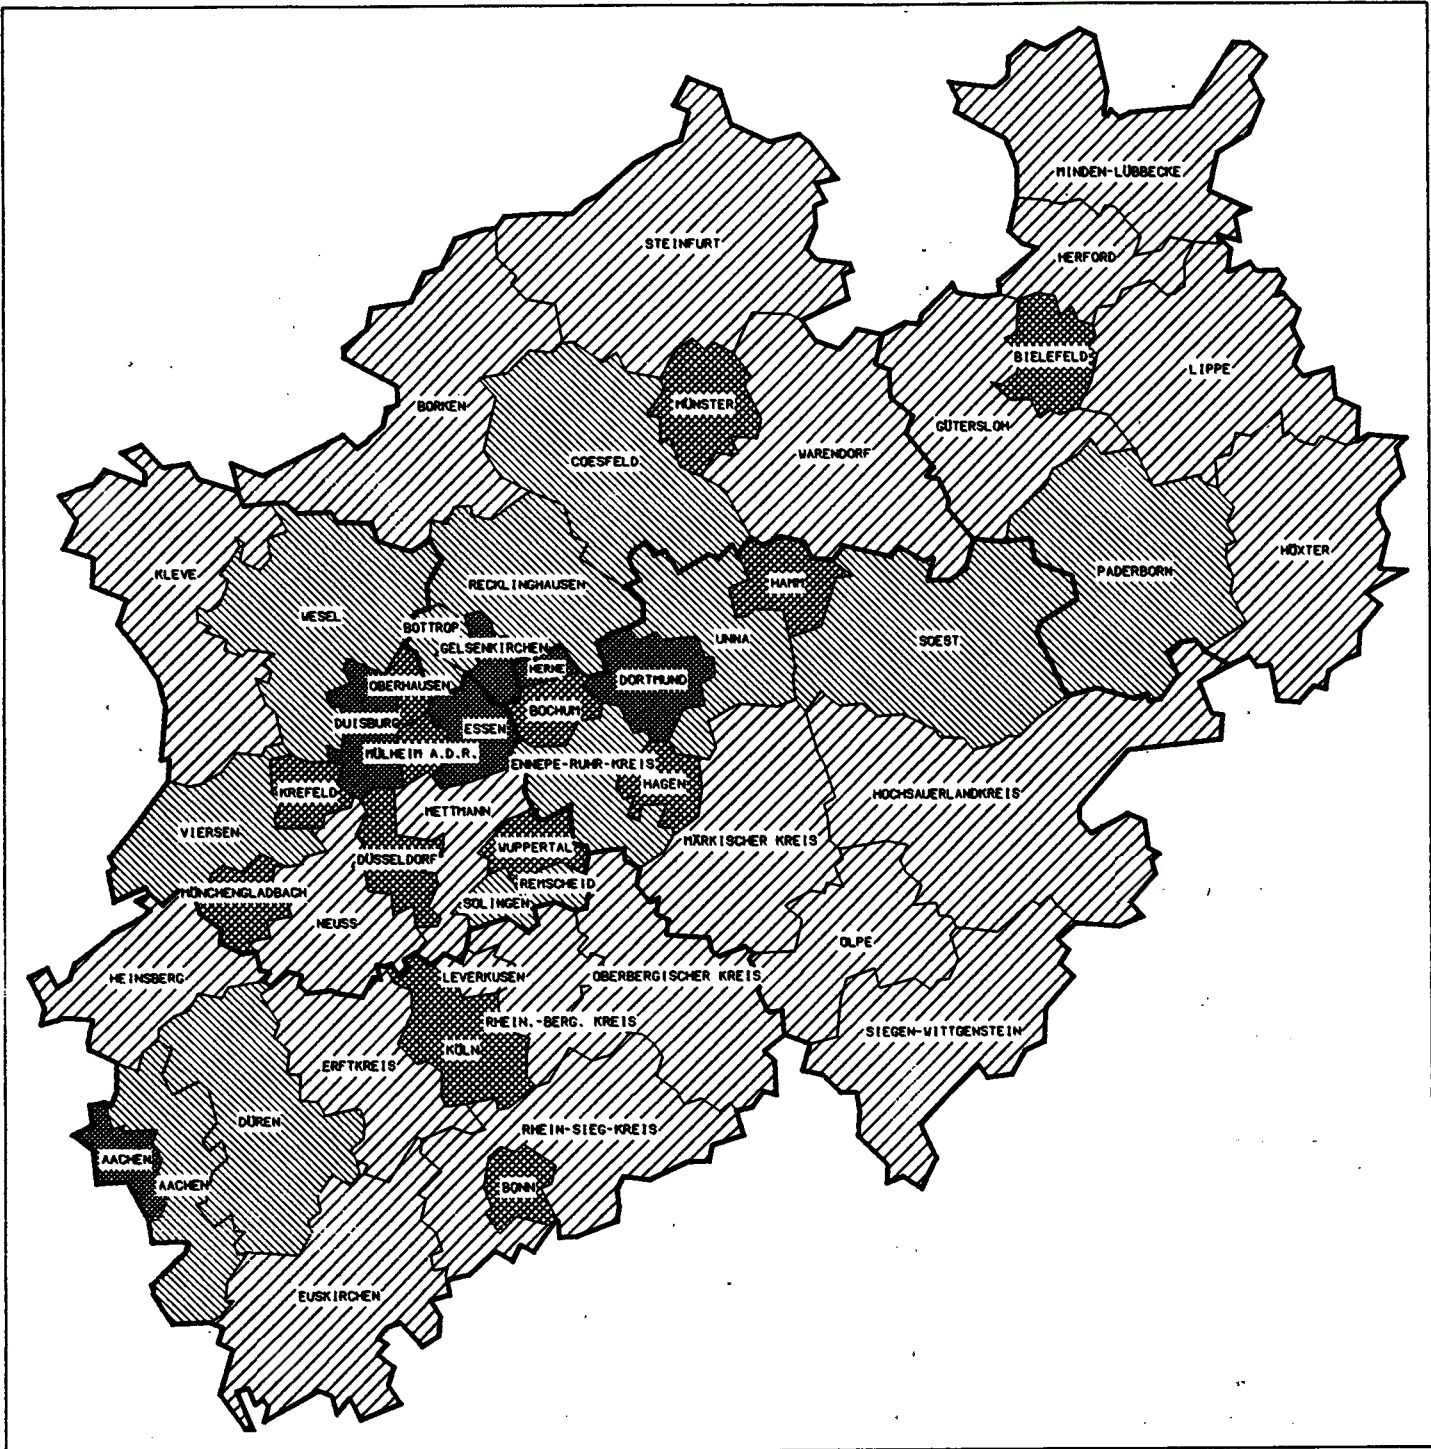 MINDEN-LÜBBECKE
STEINFURT
HERFORD
BIELEFELD
LIPPE
BORKEN
MÜNSTER
GÜTERSLOH
WARENDORF
COESFELD
HÖXTER
KLEVE
PADERBORN
RECKLINGHAUSEN
HAMM
WESEL
BOTTROP
UNNA
SOEST
GELSENKIRCHEN
HERNE
DORTMUND
OBERHAUSEN
BOCHUM
DUISBURG
ESSEN
MÜLHEIM A.D.R.
ENNEPE-RUHR-KREIS
HAGEN
KREFELD
HOCHSAUERLANDKREIS
METTMANN
VIERSEN
MÄRKISCHER KREIS
WUPPERTAL
DÜSSELDORF
REMSCHEID
MÖNCHENGLADBACH
SOLINGEN
NEUSS
OLPE
HEINSBERG
LEVERKUSEN
OBERBERGISCHER KREIS
RHEIN.-BERG. KREIS
SIEGEN-WITTGENSTEIN
KÖLN
ERFTKREIS
DÜREN
RHEIN-SIEG-KREIS
AACHEN
AACHEN
BONN
EUSKIRCHEN